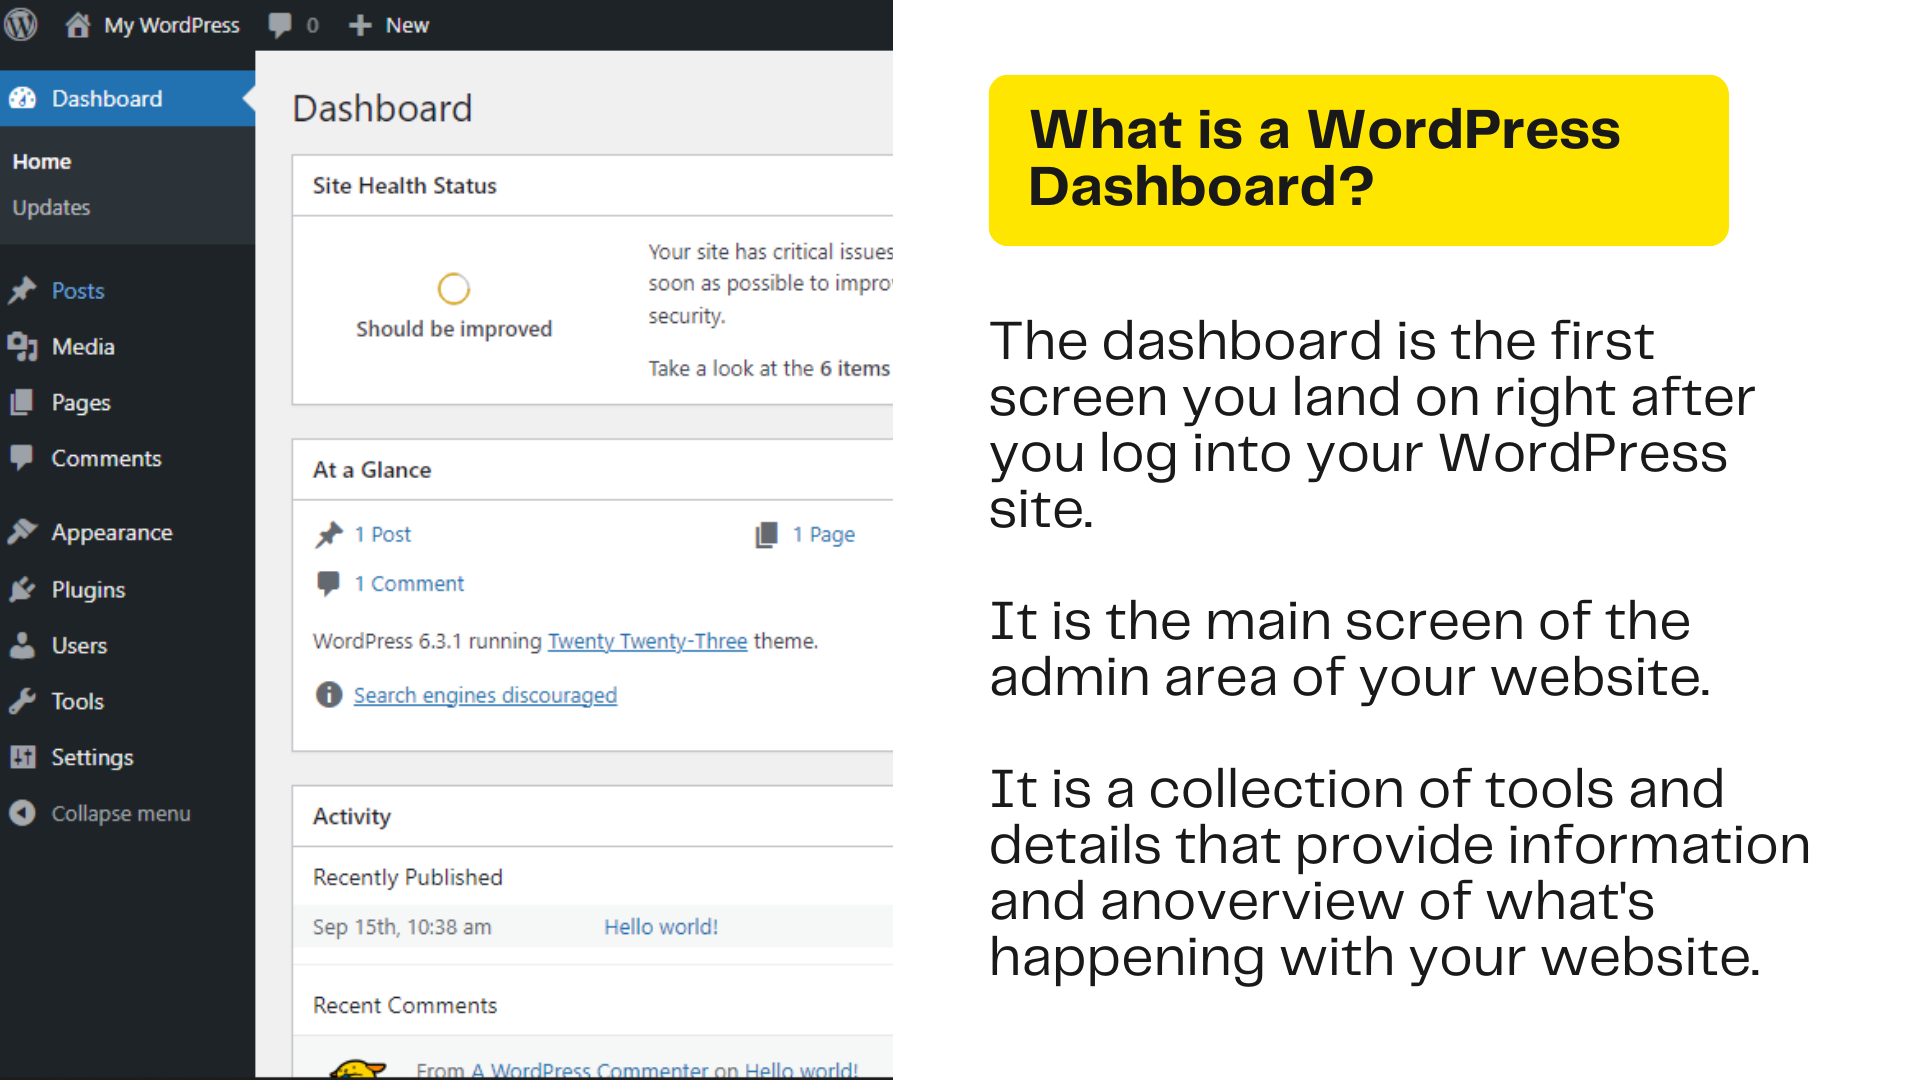 My WordPress 0 New
Dashboard
Home
Updates
Posts
Media
Pages
Comments
Appearance
Plugins
Users
Tools
Settings
Collapse menu
Dashboard
Site Health Status
Should be improved
Your site has critical issues
soon as possible to impro
security.
Take a look at the 6 items
At a Glance
1 Post
1 Page
1 Comment
WordPress 6.3.1 running Twenty Twenty-Three theme.
Search engines discouraged
Activity
Recently Published
Sep 15th, 10:38 am Hello world!
Recent Comments
From A WordPress Commenter on Hello world!
What is a WordPress
Dashboard?
The dashboard is the first
screen you land on right after
you log into your WordPress
site.
It is the main screen of the
admin area of your website.
It is a collection of tools and
details that provide information
and anoverview of what's
happening with your website.